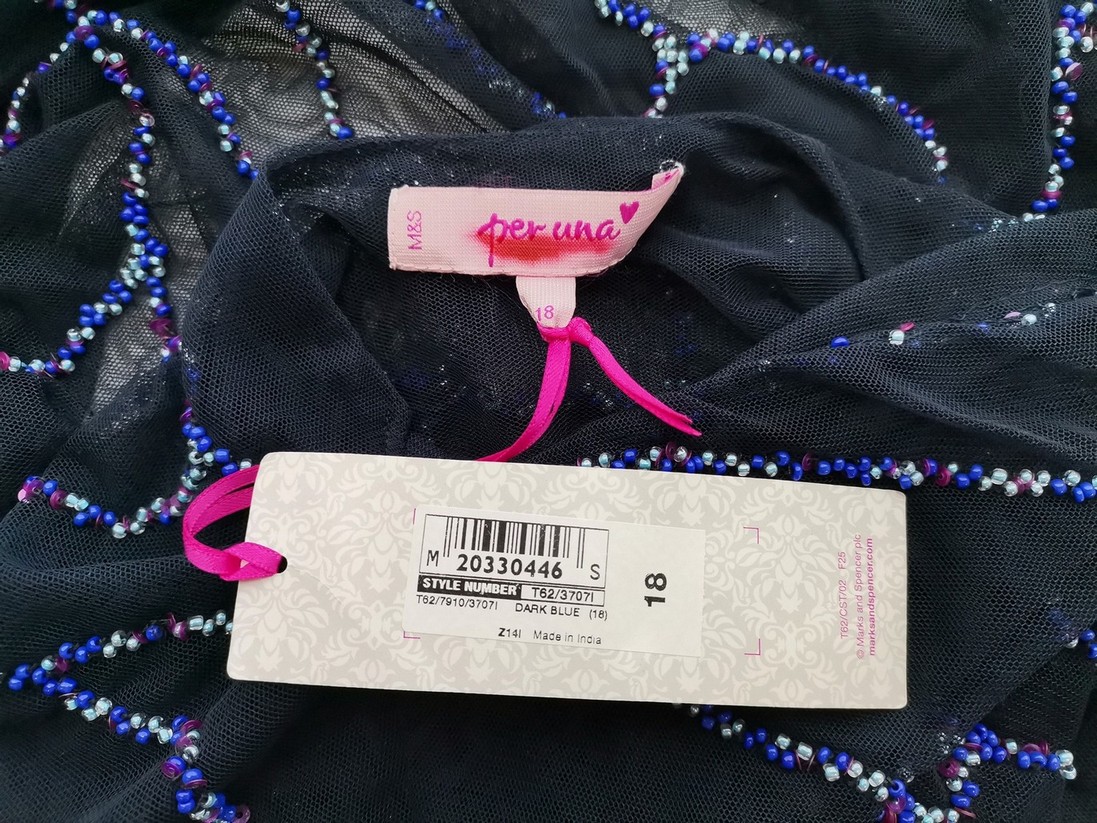 M&S
per una
18
M 20330446 S
STYLE NUMBER T62/3707I
T62/7910/3707I DARK BLUE (18)
Z14I Made in India
18
T62/CST/02 F25
© Marks and Spencer plc
marksandspencer.com